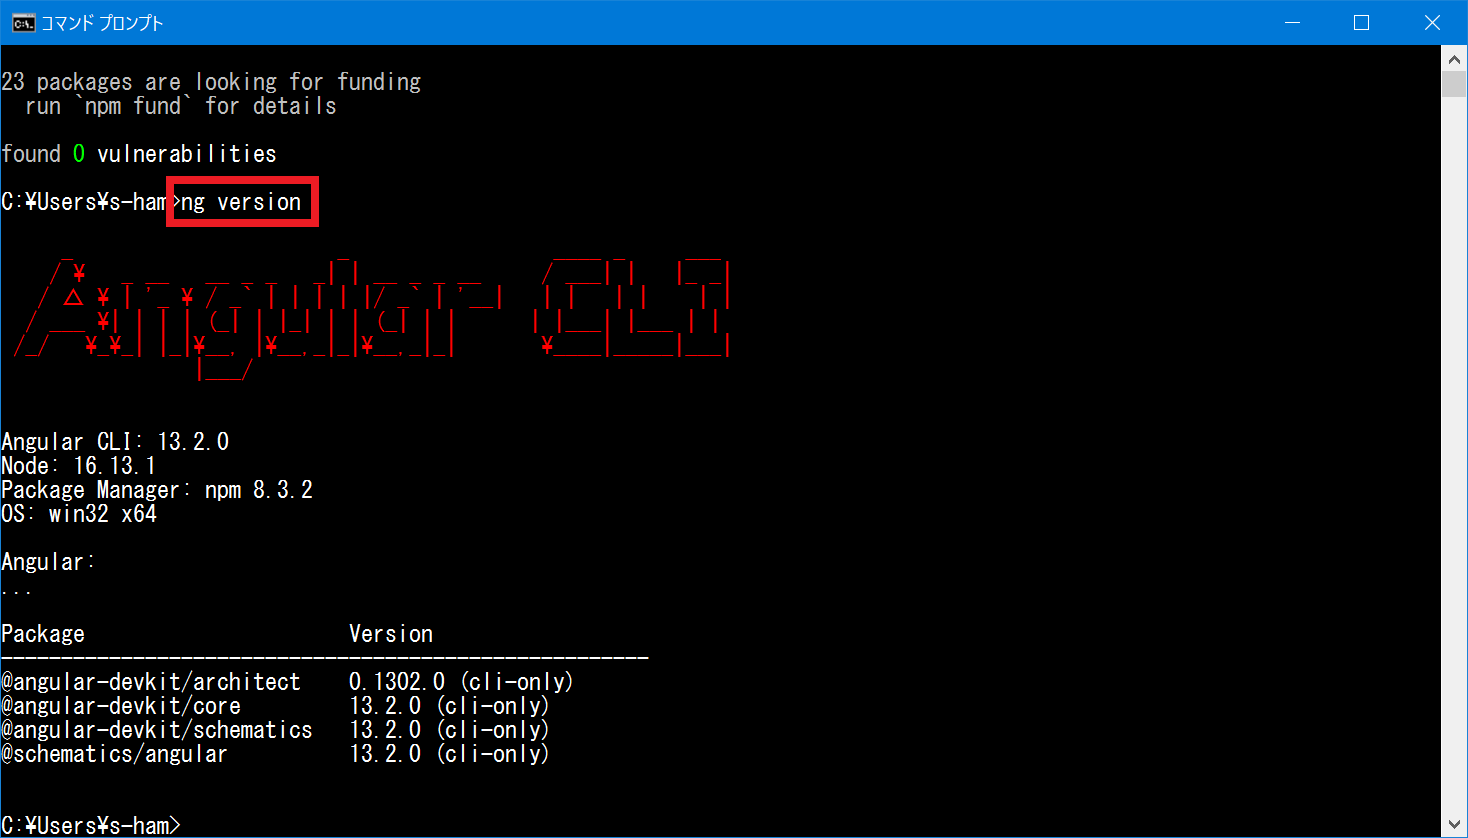 コマンド プロンプト
23 packages are looking for funding
  run `npm fund` for details
found 0 vulnerabilities
C:¥Users¥s-ham>ng version
Angular CLI
Angular CLI: 13.2.0
Node: 16.13.1
Package Manager: npm 8.3.2
OS: win32 x64
Angular:
...
Package                      Version
------------------------------------------------------
@angular-devkit/architect    0.1302.0 (cli-only)
@angular-devkit/core         13.2.0 (cli-only)
@angular-devkit/schematics   13.2.0 (cli-only)
@schematics/angular          13.2.0 (cli-only)
C:¥Users¥s-ham>